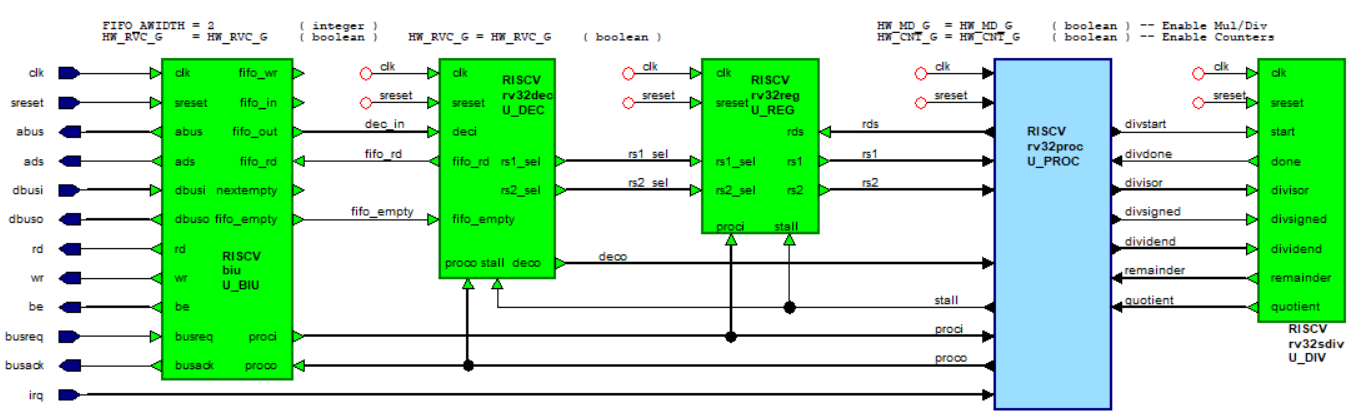 FIFO_AWIDTH = 2 ( integer )
HW_RVC_G = HW_RVC_G ( boolean )
HW_RVC_G = HW_RVC_G ( boolean )
HW_MD_G = HW_MD_G ( boolean ) -- Enable Mul/Div
HW_CNT_G = HW_CNT_G ( boolean ) -- Enable Counters
clk
sreset
abus
ads
dbusi
dbuso
rd
wr
be
busreq
busack
irq
clk
sreset
abus
ads
dbusi
dbuso
rd
wr
be
busreq
busack
fifo_wr
fifo_in
fifo_out
fifo_rd
nextempty
fifo_empty
RISCV
biu
U_BIU
proci
proco
clk
sreset
dec_in
fifo_rd
fifo_empty
clk
sreset
deci
fifo_rd
fifo_empty
RISCV
rv32dec
U_DEC
rs1_sel
rs2_sel
proco
stall
deco
clk
sreset
rs1_sel
rs2_sel
deco
clk
sreset
rs1_sel
rs2_sel
RISCV
rv32reg
U_REG
rds
rs1
rs2
proci
stall
clk
sreset
rds
rs1
rs2
stall
proci
proco
RISCV
rv32proc
U_PROC
clk
sreset
divstart
divdone
divisor
divsigned
dividend
remainder
quotient
clk
sreset
start
done
divisor
divsigned
dividend
remainder
quotient
RISCV
rv32sdiv
U_DIV